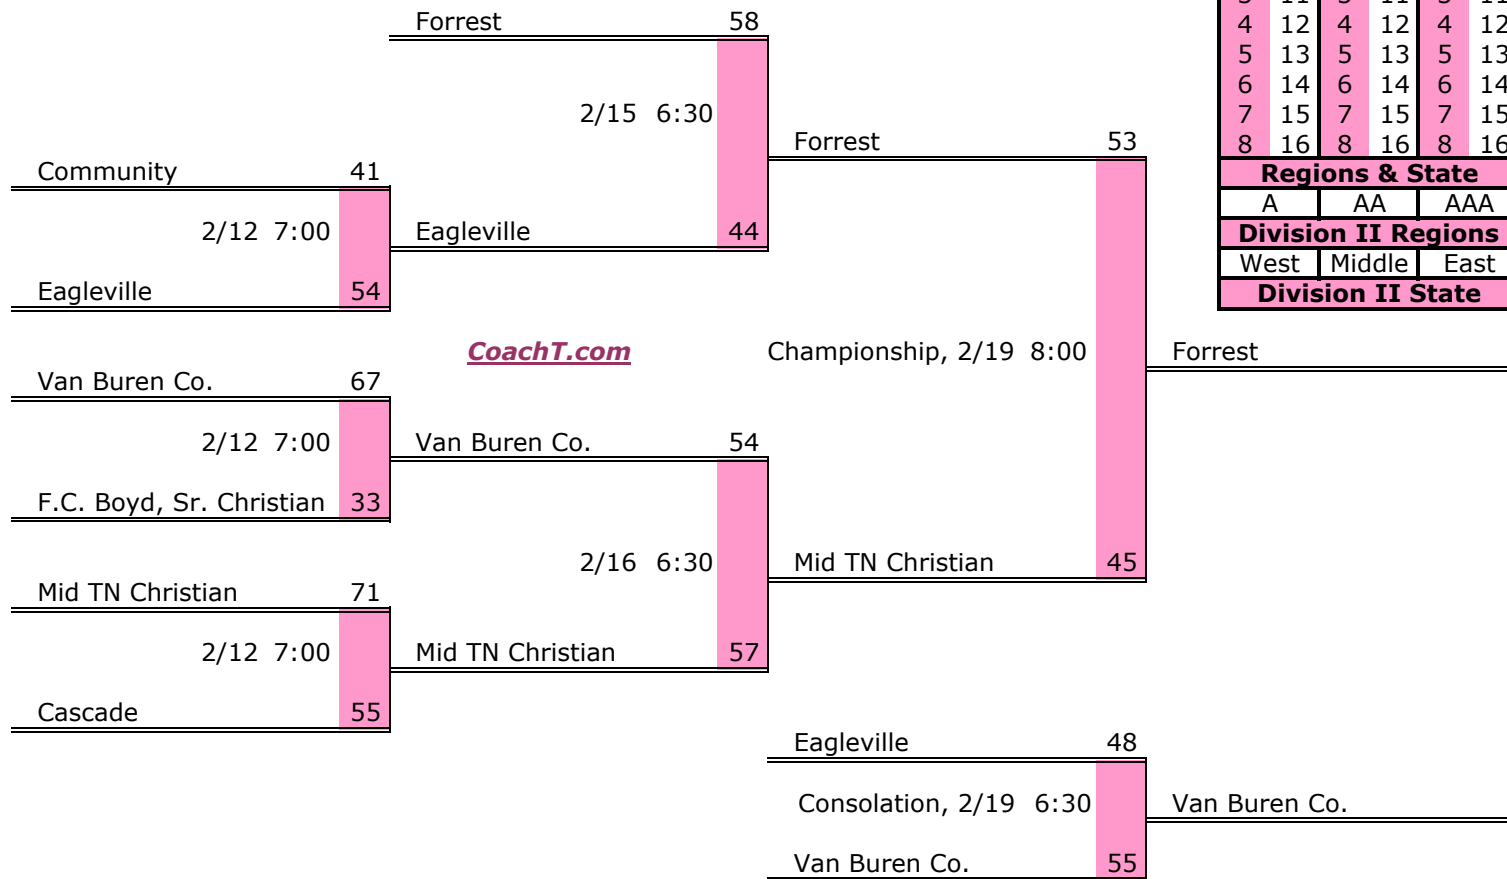 Forrest 58
4 12 4 12 4 12
5 13 5 13 5 13
2/15 6:30
6 14 6 14 6 14
7 15 7 15 7 15
Forrest 53
8 16 8 16 8 16
Community 41
Regions & State
A AA AAA
2/12 7:00
Eagleville 44
Division II Regions
West Middle East
Eagleville 54
Division II State
CoachT.com
Championship, 2/19 8:00
Forrest
Van Buren Co. 67
2/12 7:00
Van Buren Co. 54
F.C. Boyd, Sr. Christian 33
2/16 6:30
Mid TN Christian 45
Mid TN Christian 71
2/12 7:00
Mid TN Christian 57
Cascade 55
Eagleville 48
Consolation, 2/19 6:30
Van Buren Co.
Van Buren Co. 55